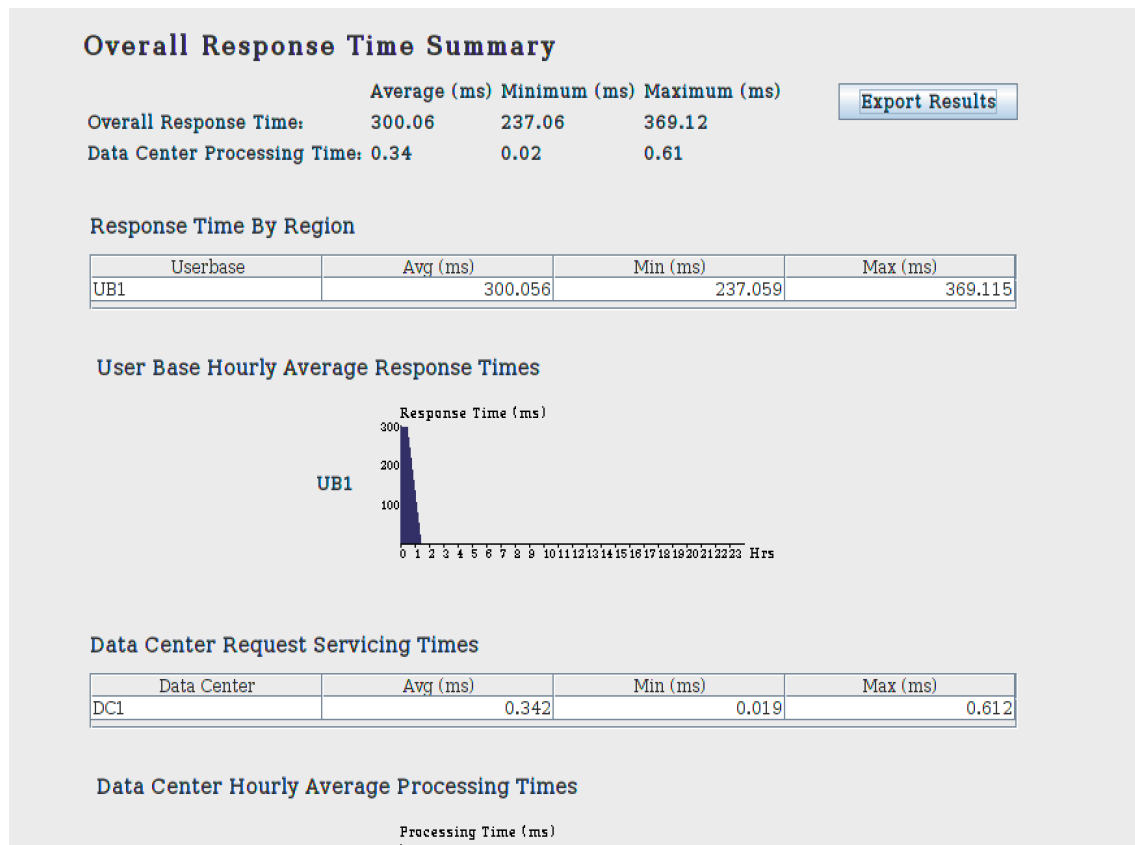 Overall Response Time Summary
Average (ms) Minimum (ms) Maximum (ms)
Export Results
Overall Response Time: 300.06 237.06 369.12
Data Center Processing Time: 0.34 0.02 0.61
Response Time By Region
Userbase Avg (ms) Min (ms) Max (ms)
UB1 300.056 237.059 369.115
User Base Hourly Average Response Times
Response Time (ms)
300
200
UB1
100
0 1 2 3 4 5 6 7 8 9 10 11 12 13 14 15 16 17 18 19 20 21 22 23 Hrs
Data Center Request Servicing Times
Data Center Avg (ms) Min (ms) Max (ms)
DC1 0.342 0.019 0.612
Data Center Hourly Average Processing Times
Processing Time (ms)